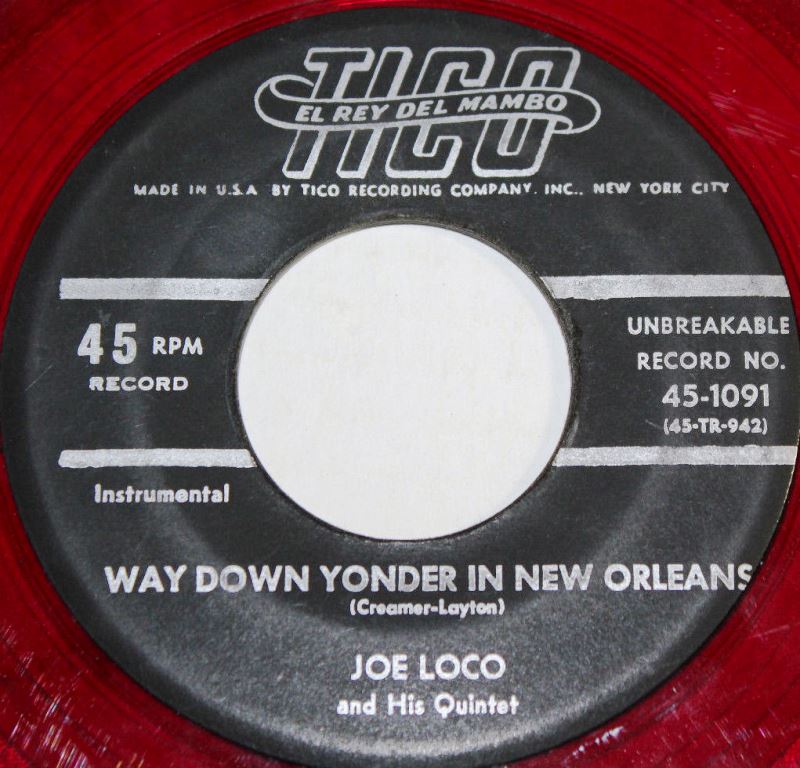 TICO
EL REY DEL MAMBO
MADE IN U.S.A BY TICO RECORDING COMPANY. INC., NEW YORK CITY
45 RPM
RECORD
UNBREAKABLE
RECORD NO.
45-1091
(45-TR-942)
Instrumental
WAY DOWN YONDER IN NEW ORLEANS
(Creamer-Layton)
JOE LOCO
and His Quintet